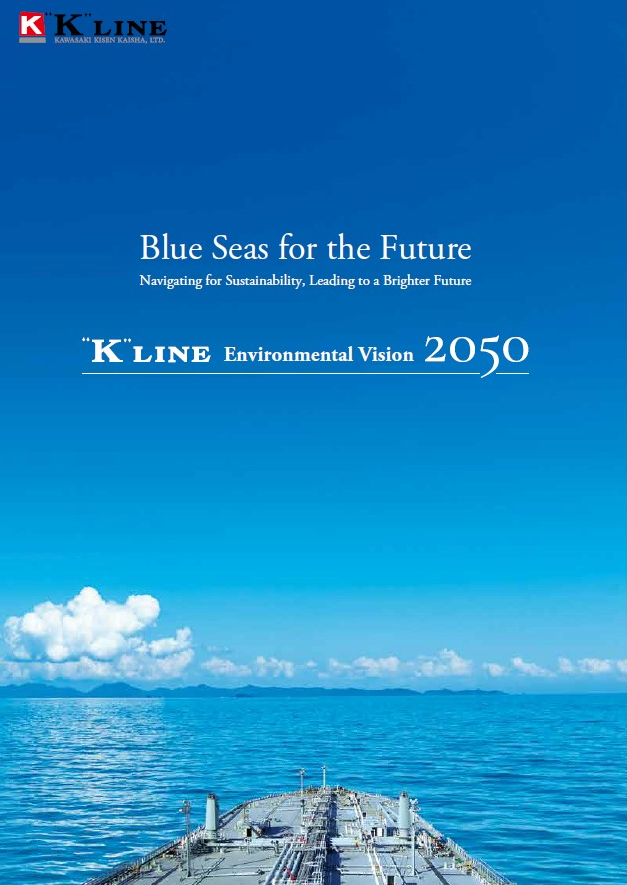 K "K" LINE
KAWASAKI KISEN KAISHA, LTD.
Blue Seas for the Future
Navigating for Sustainability, Leading to a Brighter Future
"K" LINE Environmental Vision 2050